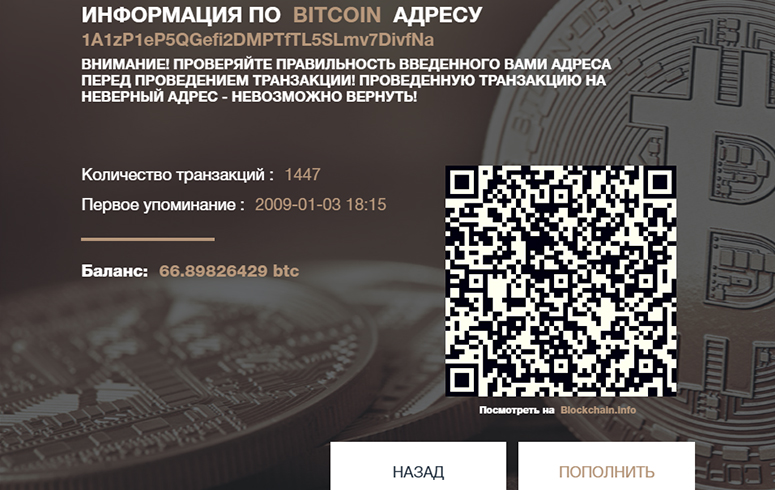 ИНФОРМАЦИЯ ПО BITCOIN АДРЕСУ
1A1zP1eP5QGefi2DMPTfTL5SLmv7DivfNa
ВНИМАНИЕ! ПРОВЕРЯЙТЕ ПРАВИЛЬНОСТЬ ВВЕДЕННОГО ВАМИ АДРЕСА
ПЕРЕД ПРОВЕДЕНИЕМ ТРАНЗАКЦИИ! ПРОВЕДЕННУЮ ТРАНЗАКЦИЮ НА
НЕВЕРНЫЙ АДРЕС - НЕВОЗМОЖНО ВЕРНУТЬ!
Количество транзакций : 1447
Первое упоминание : 2009-01-03 18:15
Баланс: 66.89826429 btc
Посмотреть на Blockchain.info
НАЗАД
ПОПОЛНИТЬ